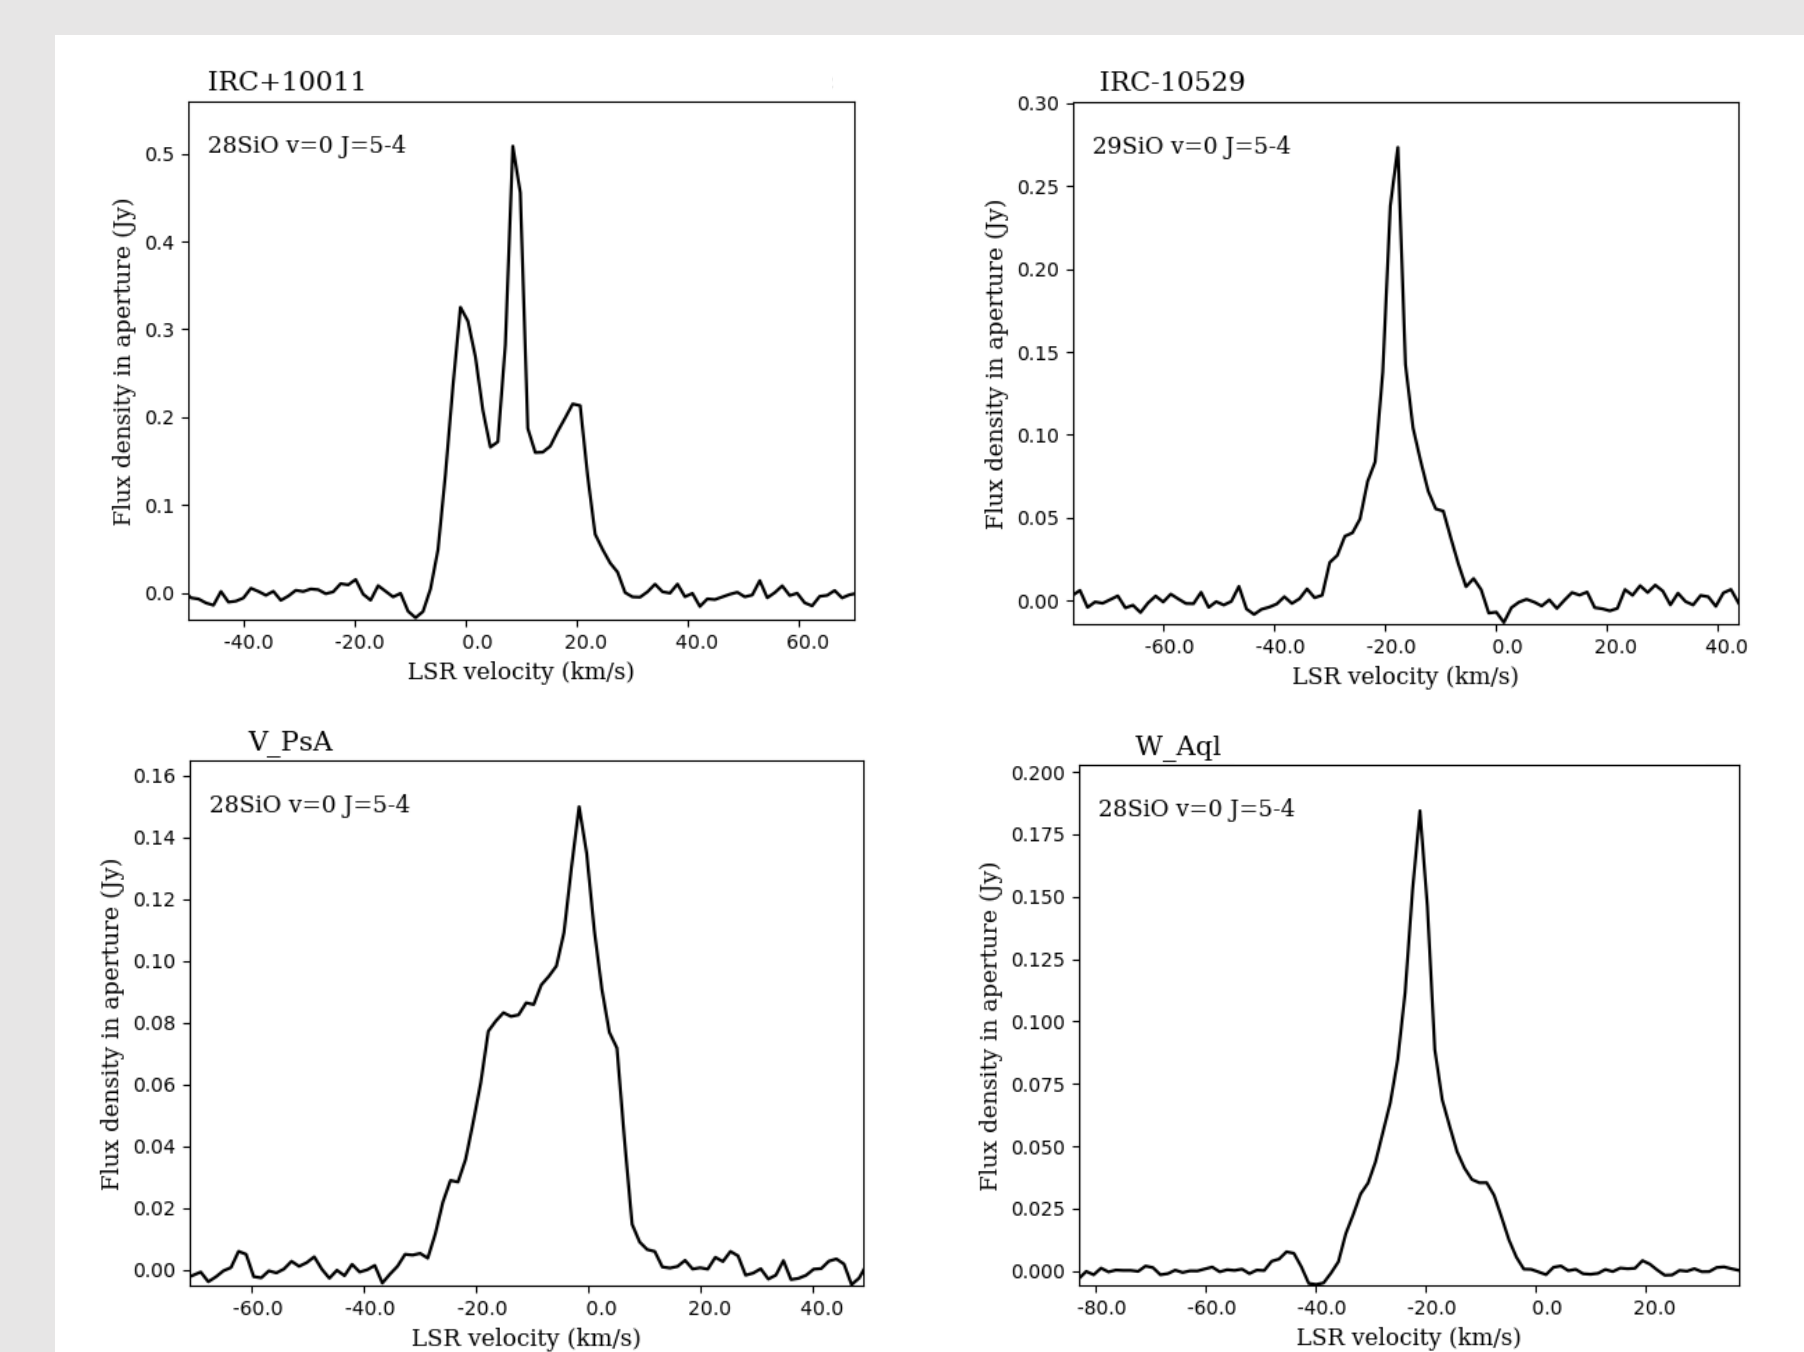 IRC+10011
28SiO v=0 J=5-4
Flux density in aperture (Jy)
0.5
0.4
0.3
0.2
0.1
0.0
-40.0 -20.0 0.0 20.0 40.0 60.0
LSR velocity (km/s)
IRC-10529
29SiO v=0 J=5-4
Flux density in aperture (Jy)
0.30
0.25
0.20
0.15
0.10
0.05
0.00
-60.0 -40.0 -20.0 0.0 20.0 40.0
LSR velocity (km/s)
V_PsA
28SiO v=0 J=5-4
Flux density in aperture (Jy)
0.16
0.14
0.12
0.10
0.08
0.06
0.04
0.02
0.00
-60.0 -40.0 -20.0 0.0 20.0 40.0
LSR velocity (km/s)
W_Aql
28SiO v=0 J=5-4
Flux density in aperture (Jy)
0.200
0.175
0.150
0.125
0.100
0.075
0.050
0.025
0.000
-80.0 -60.0 -40.0 -20.0 0.0 20.0
LSR velocity (km/s)